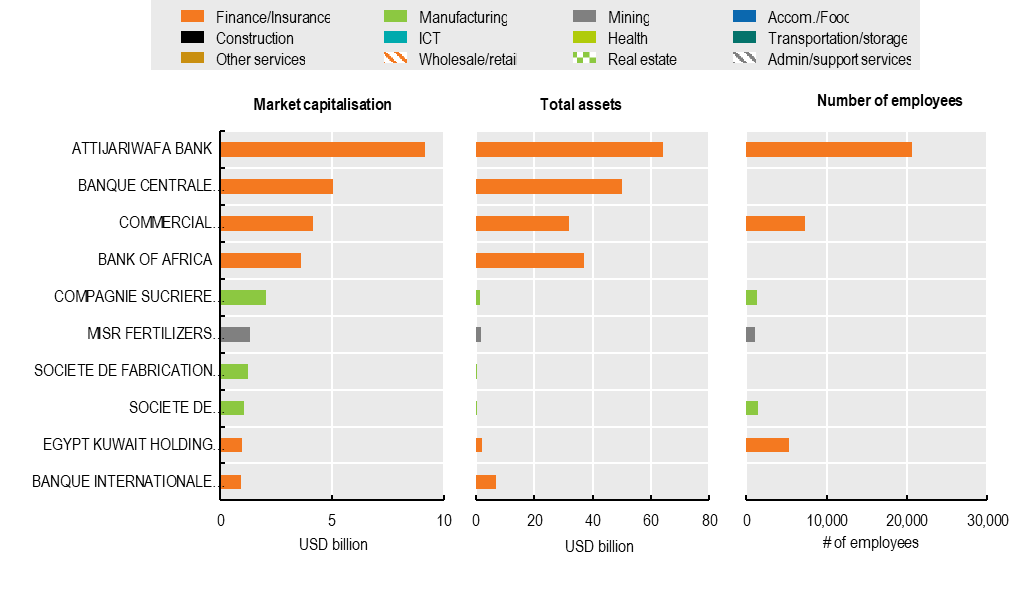 Finance/Insurance Manufacturing Mining Accom./Food
Construction ICT Health Transportation/storage
Other services Wholesale/retail Real estate Admin/support services
Market capitalisation Total assets Number of employees
ATTIJARIWAFA BANK
BANQUE CENTRALE...
COMMERCIAL...
BANK OF AFRICA
COMPAGNIE SUCRIERE...
MISR FERTILIZERS...
SOCIETE DE FABRICATION...
SOCIETE DE...
EGYPT KUWAIT HOLDING...
BANQUE INTERNATIONALE...
0 5 10 0 20 40 60 80 0 10,000 20,000 30,000
USD billion USD billion # of employees